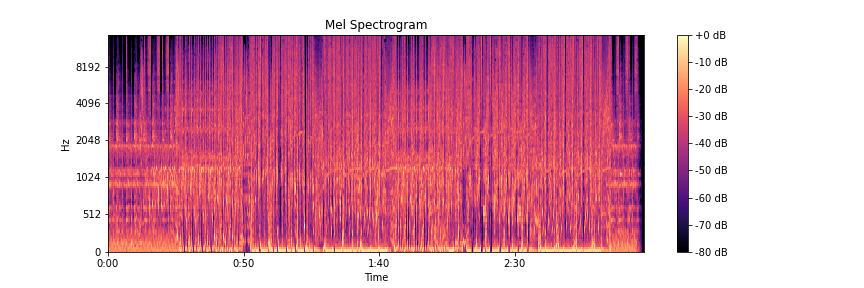 Mel Spectrogram
Hz
8192
4096
2048
1024
512
0
0:00
0:50
1:40
2:30
Time
+0 dB
-10 dB
-20 dB
-30 dB
-40 dB
-50 dB
-60 dB
-70 dB
-80 dB